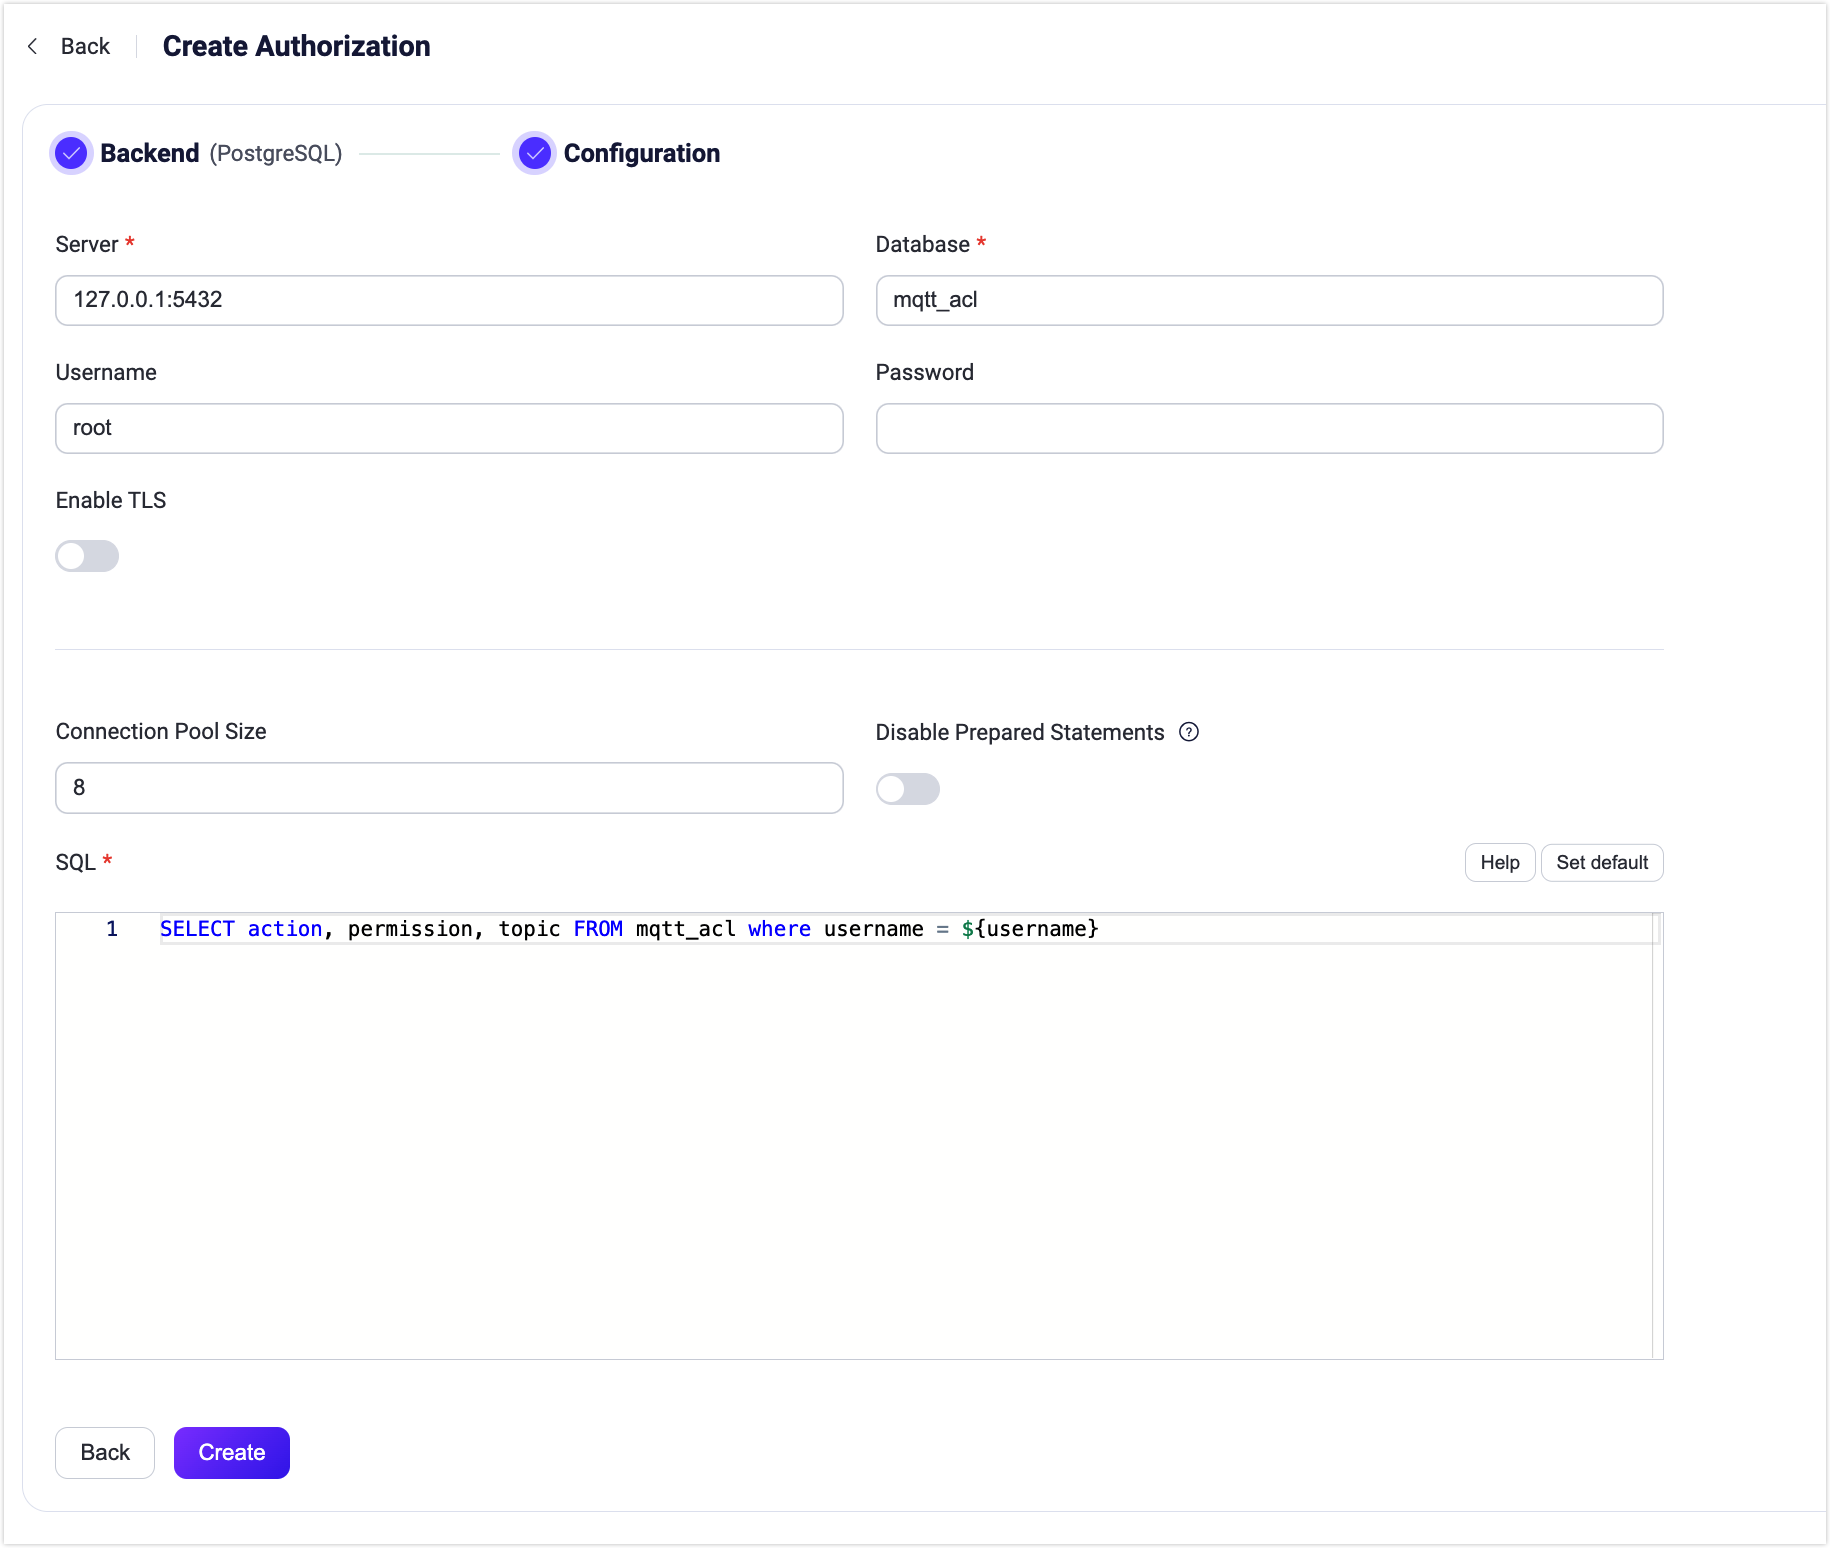 Back
Create Authorization
Backend (PostgreSQL)
Configuration
Server *
Database *
127.0.0.1:5432
mqtt_acl
Username
Password
root
Enable TLS
Connection Pool Size
Disable Prepared Statements ?
8
SQL *
Help
Set default
1 SELECT action, permission, topic FROM mqtt_acl where username = ${username}
Back
Create